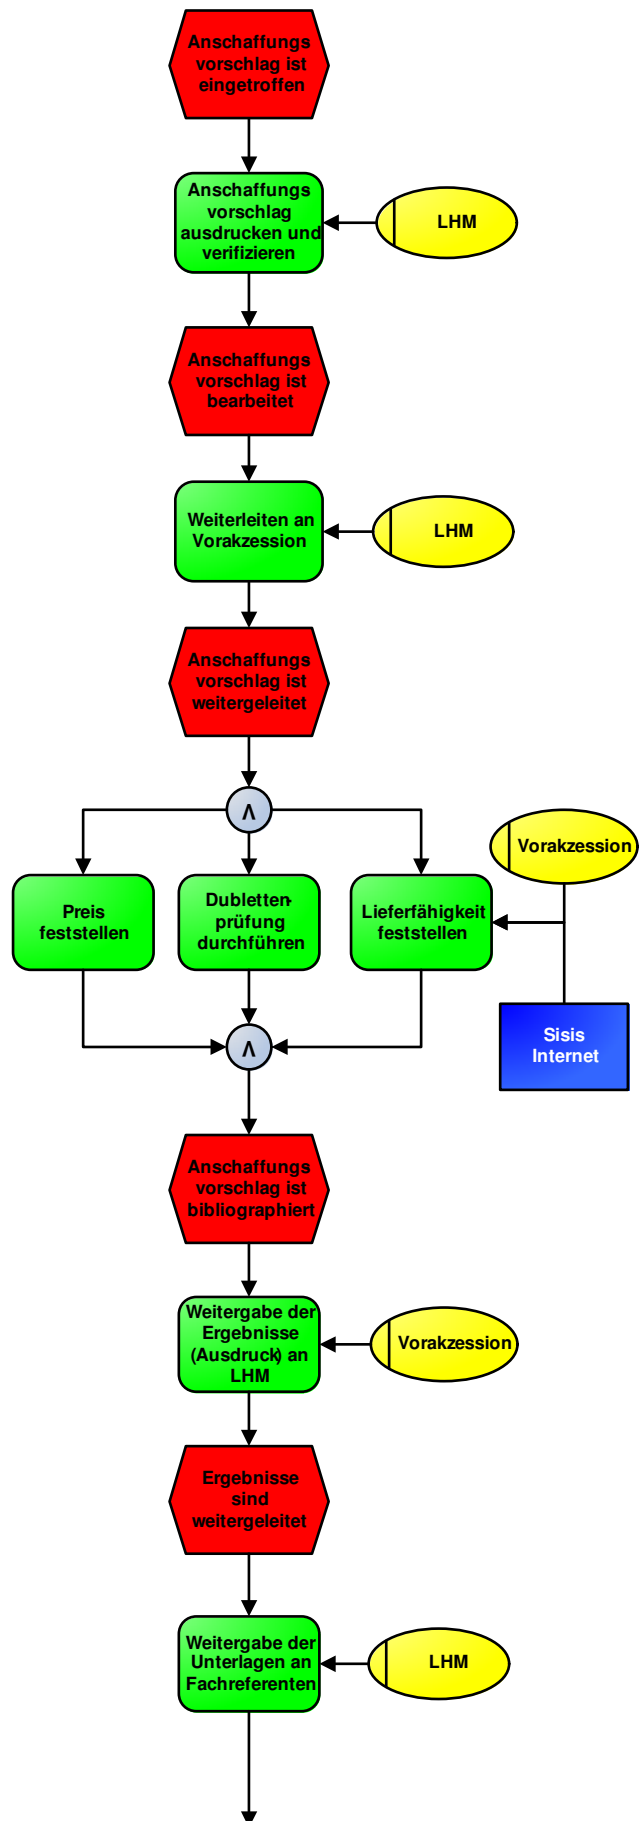 Anschaffungs
vorschlag ist
eingetroffen
Anschaffungs
vorschlag
ausdrucken und
verifizieren
LHM
Anschaffungs
vorschlag ist
bearbeitet
Weiterleiten an
Vorakzession
LHM
Anschaffungs
vorschlag ist
weitergeleitet
∧
Preis
feststellen
Dubletten-
prüfung
durchführen
Lieferfähigkeit
feststellen
Vorakzession
Sisis
Internet
∧
Anschaffungs
vorschlag ist
bibliographiert
Weitergabe der
Ergebnisse
(Ausdruck) an
LHM
Vorakzession
Ergebnisse
sind
weitergeleitet
Weitergabe der
Unterlagen an
Fachreferenten
LHM